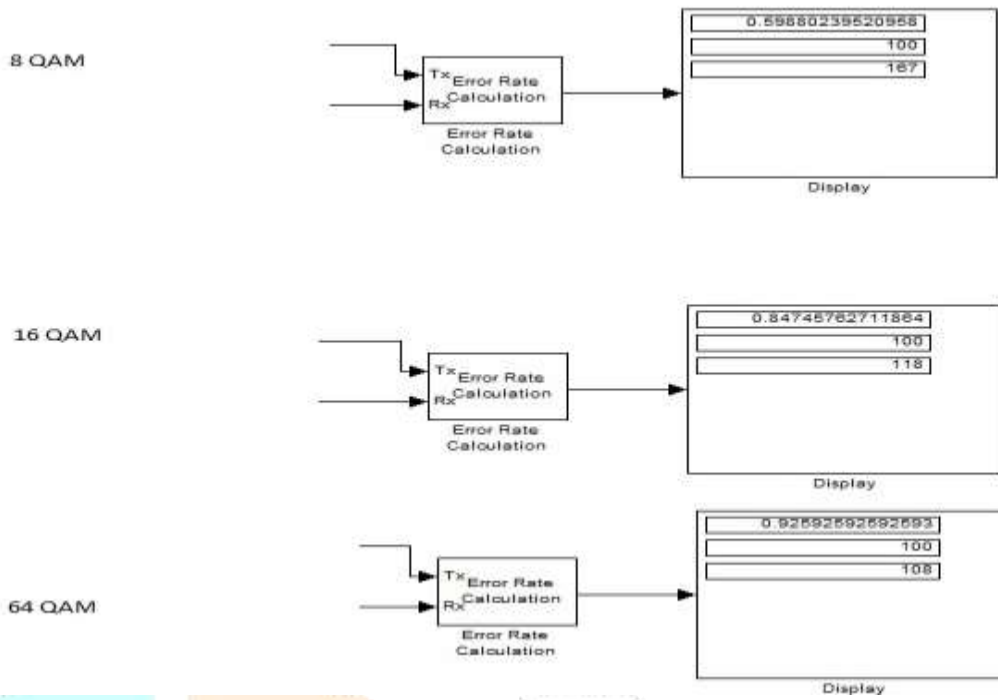 8 QAM
Tx
Rx
Error Rate
Calculation
Error Rate
Calculation
0.59880239520958
100
167
Display
16 QAM
Tx
Rx
Error Rate
Calculation
Error Rate
Calculation
0.84745762711864
100
118
Display
64 QAM
Tx
Rx
Error Rate
Calculation
Error Rate
Calculation
0.92592592592593
100
108
Display